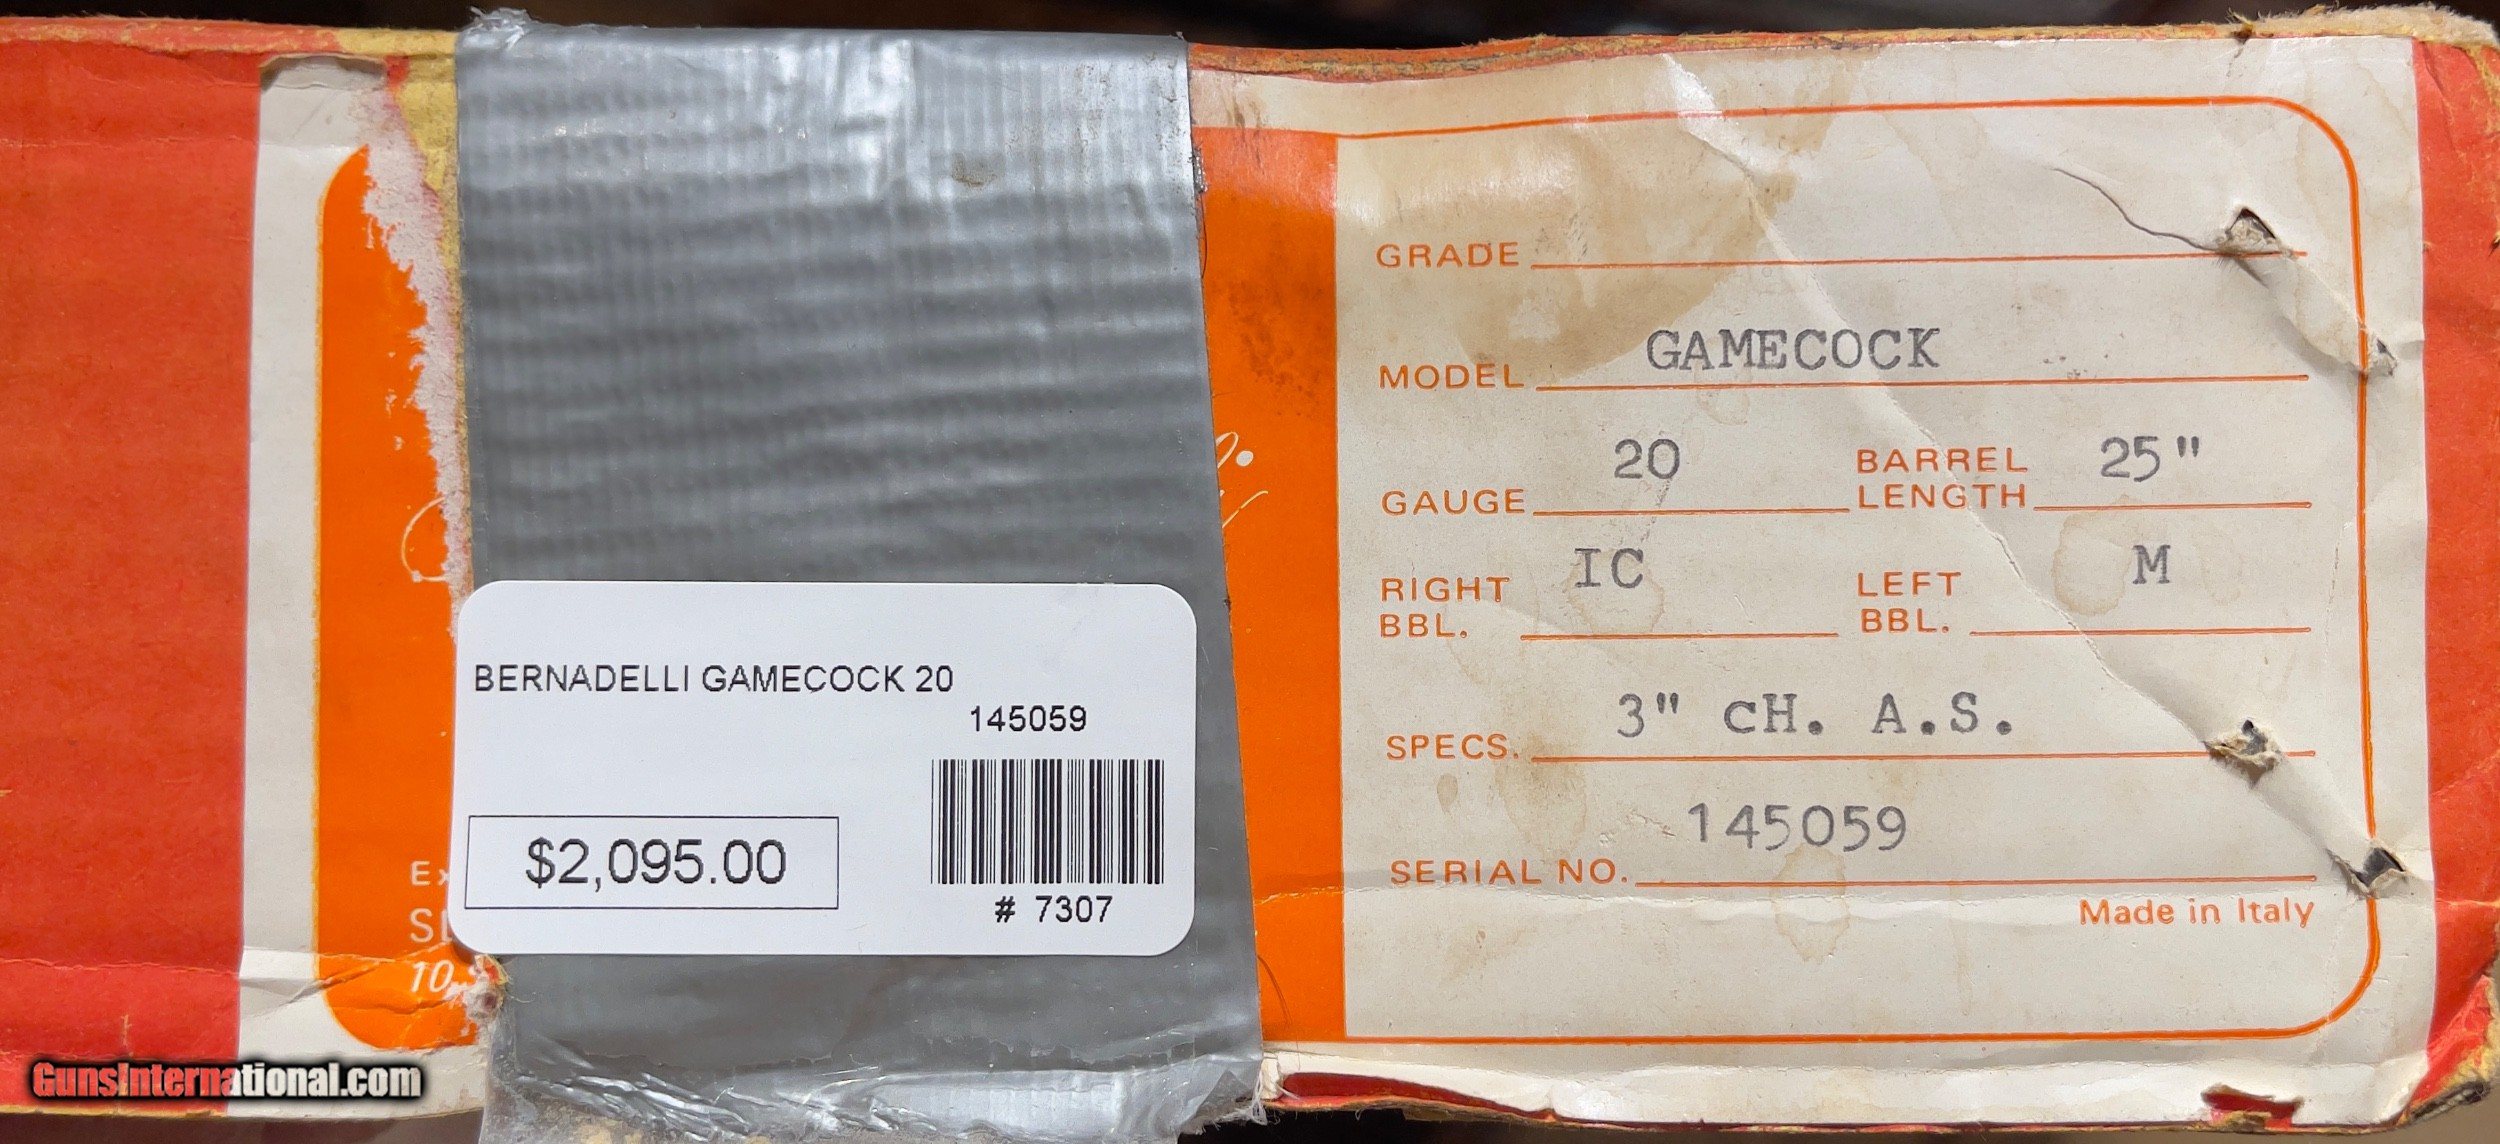 GRADE
MODEL GAMECOCK
GAUGE 20 BARREL LENGTH 25"
RIGHT BBL. IC LEFT BBL. M
SPECS. 3" cH. A.S.
SERIAL NO. 145059
Made in Italy
BERNADELLI GAMECOCK 20
145059
$2,095.00
# 7307
10
GunsInternational.com